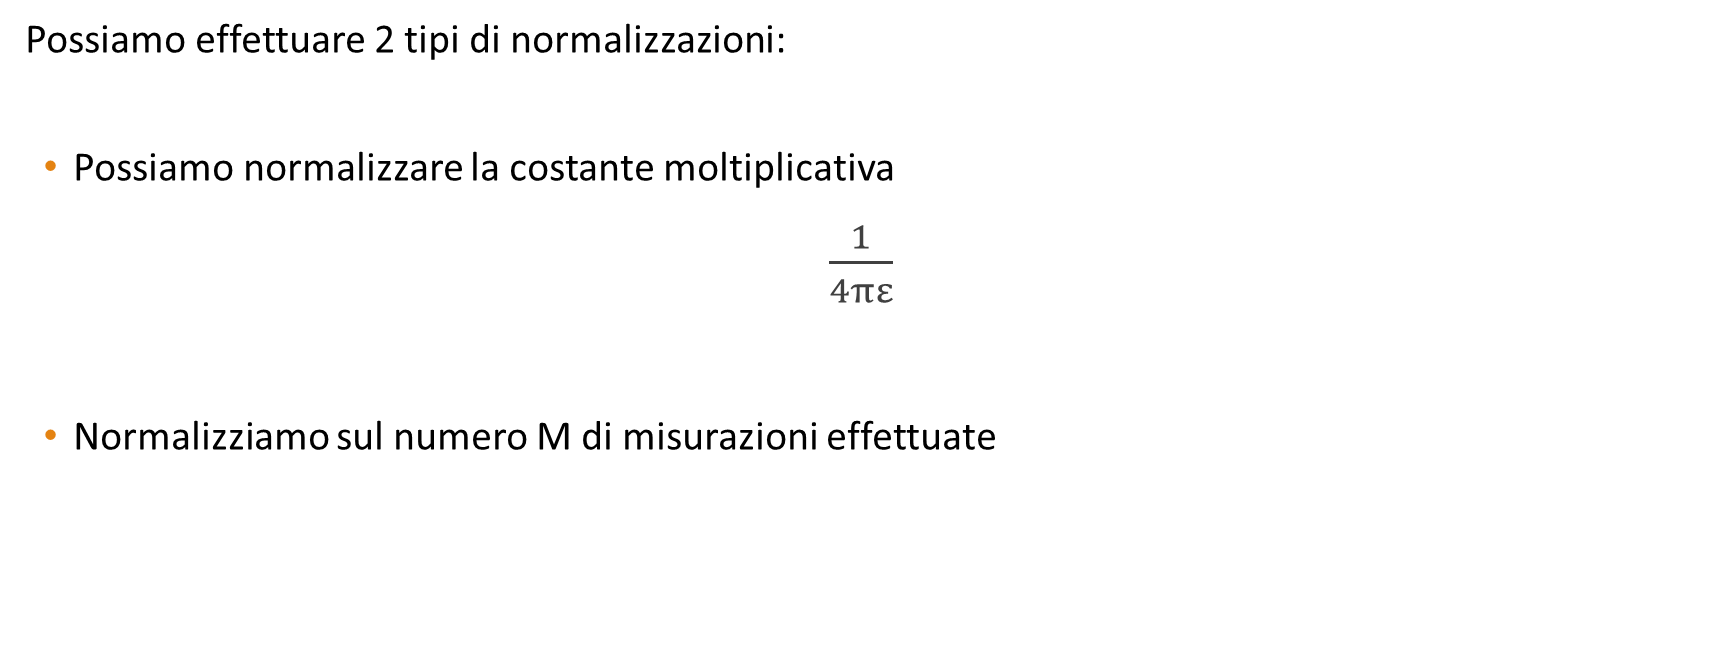 Possiamo effettuare 2 tipi di normalizzazioni:
• Possiamo normalizzare la costante moltiplicativa
1
4πε
• Normalizziamo sul numero M di misurazioni effettuate